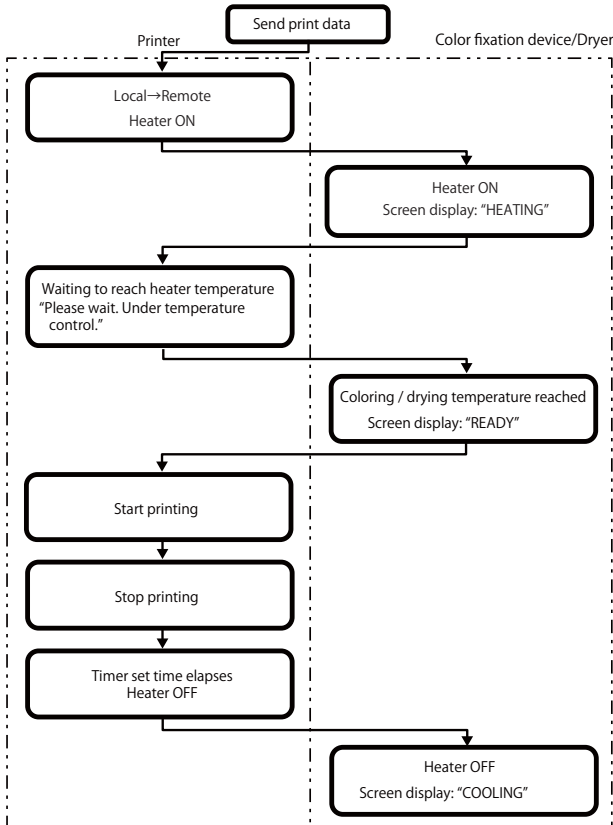 Send print data
Printer
Color fixation device/Dryer
Local→Remote
Heater ON
Heater ON
Screen display: “HEATING”
Waiting to reach heater temperature
“Please wait. Under temperature
control.”
Coloring / drying temperature reached
Screen display: “READY”
Start printing
Stop printing
Timer set time elapses
Heater OFF
Heater OFF
Screen display: “COOLING”